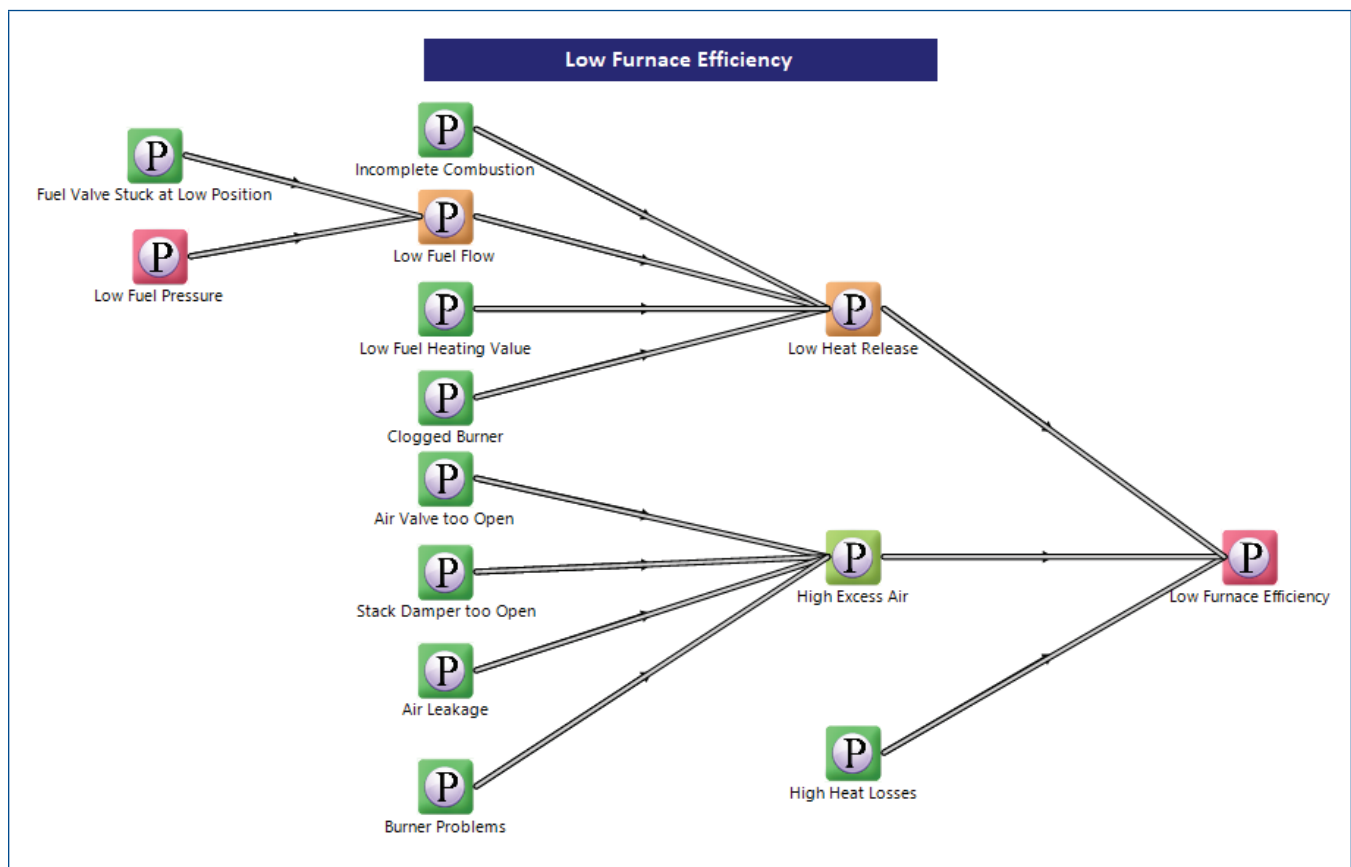 Low Furnace Efficiency
P
Incomplete Combustion
P
Fuel Valve Stuck at Low Position
P
Low Fuel Flow
P
Low Fuel Pressure
P
Low Fuel Heating Value
P
Low Heat Release
P
Clogged Burner
P
Air Valve too Open
P
Stack Damper too Open
P
High Excess Air
P
Low Furnace Efficiency
P
Air Leakage
P
High Heat Losses
P
Burner Problems